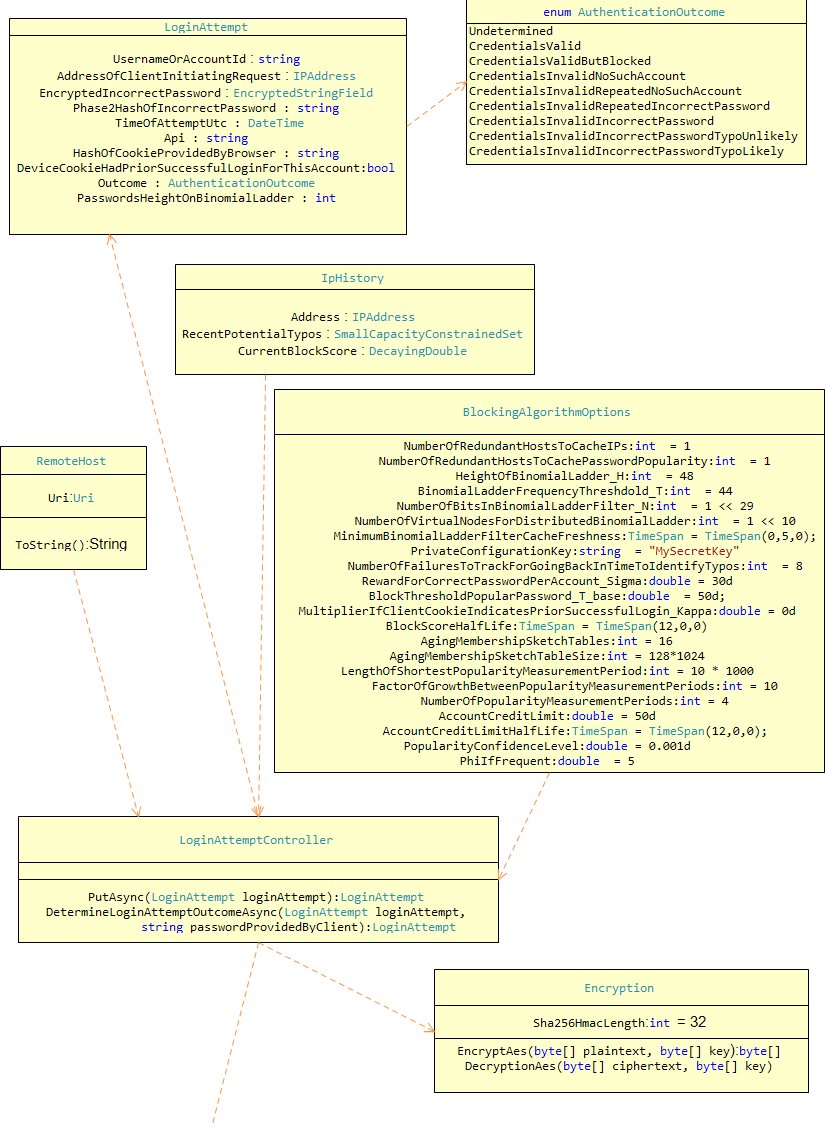 LoginAttempt
UsernameOrAccountId : string
AddressOfClientInitiatingRequest : IPAddress
EncryptedIncorrectPassword : EncryptedStringField
Phase2HashOfIncorrectPassword : string
TimeOfAttemptUtc : DateTime
Api : string
HashOfCookieProvidedByBrowser : string
DeviceCookieHadPriorSuccessfulLoginForThisAccount:bool
Outcome : AuthenticationOutcome
PasswordsHeightOnBinomialLadder : int
enum AuthenticationOutcome
Undetermined
CredentialsValid
CredentialsValidButBlocked
CredentialsInvalidNoSuchAccount
CredentialsInvalidRepeatedNoSuchAccount
CredentialsInvalidRepeatedIncorrectPassword
CredentialsInvalidIncorrectPassword
CredentialsInvalidIncorrectPasswordTypoUnlikely
CredentialsInvalidIncorrectPasswordTypoLikely
IpHistory
Address : IPAddress
RecentPotentialTypos : SmallCapacityConstrainedSet
CurrentBlockScore : DecayingDouble
BlockingAlgorithmOptions
NumberOfRedundantHostsToCacheIPs:int = 1
NumberOfRedundantHostsToCachePasswordPopularity:int = 1
HeightOfBinomialLadder_H:int = 48
BinomialLadderFrequencyThreshdold_T:int = 44
NumberOfBitsInBinomialLadderFilter_N:int = 1 << 29
NumberOfVirtualNodesForDistributedBinomialLadder:int = 1 << 10
MinimumBinomialLadderFilterCacheFreshness:TimeSpan = TimeSpan(0,5,0);
PrivateConfigurationKey:string = "MySecretKey"
NumberOfFailuresToTrackForGoingBackInTimeToIdentifyTypos:int = 8
RewardForCorrectPasswordPerAccount_Sigma:double = 30d
BlockThresholdPopularPassword_T_base:double = 50d;
MultiplierIfClientCookieIndicatesPriorSuccessfulLogin_Kappa:double = 0d
BlockScoreHalfLife:TimeSpan = TimeSpan(12,0,0)
AgingMembershipSketchTables:int = 16
AgingMembershipSketchTableSize:int = 128*1024
LengthOfShortestPopularityMeasurementPeriod:int = 10 * 1000
FactorOfGrowthBetweenPopularityMeasurementPeriods:int = 10
NumberOfPopularityMeasurementPeriods:int = 4
AccountCreditLimit:double = 50d
AccountCreditLimitHalfLife:TimeSpan = TimeSpan(12,0,0);
PopularityConfidenceLevel:double = 0.001d
PhiIfFrequent:double = 5
RemoteHost
Uri:Uri
ToString():String
LoginAttemptController
PutAsync(LoginAttempt loginAttempt):LoginAttempt
DetermineLoginAttemptOutcomeAsync(LoginAttempt loginAttempt,
string passwordProvidedByClient):LoginAttempt
Encryption
Sha256HmacLength:int = 32
EncryptAes(byte[] plaintext, byte[] key):byte[]
DecryptionAes(byte[] ciphertext, byte[] key)